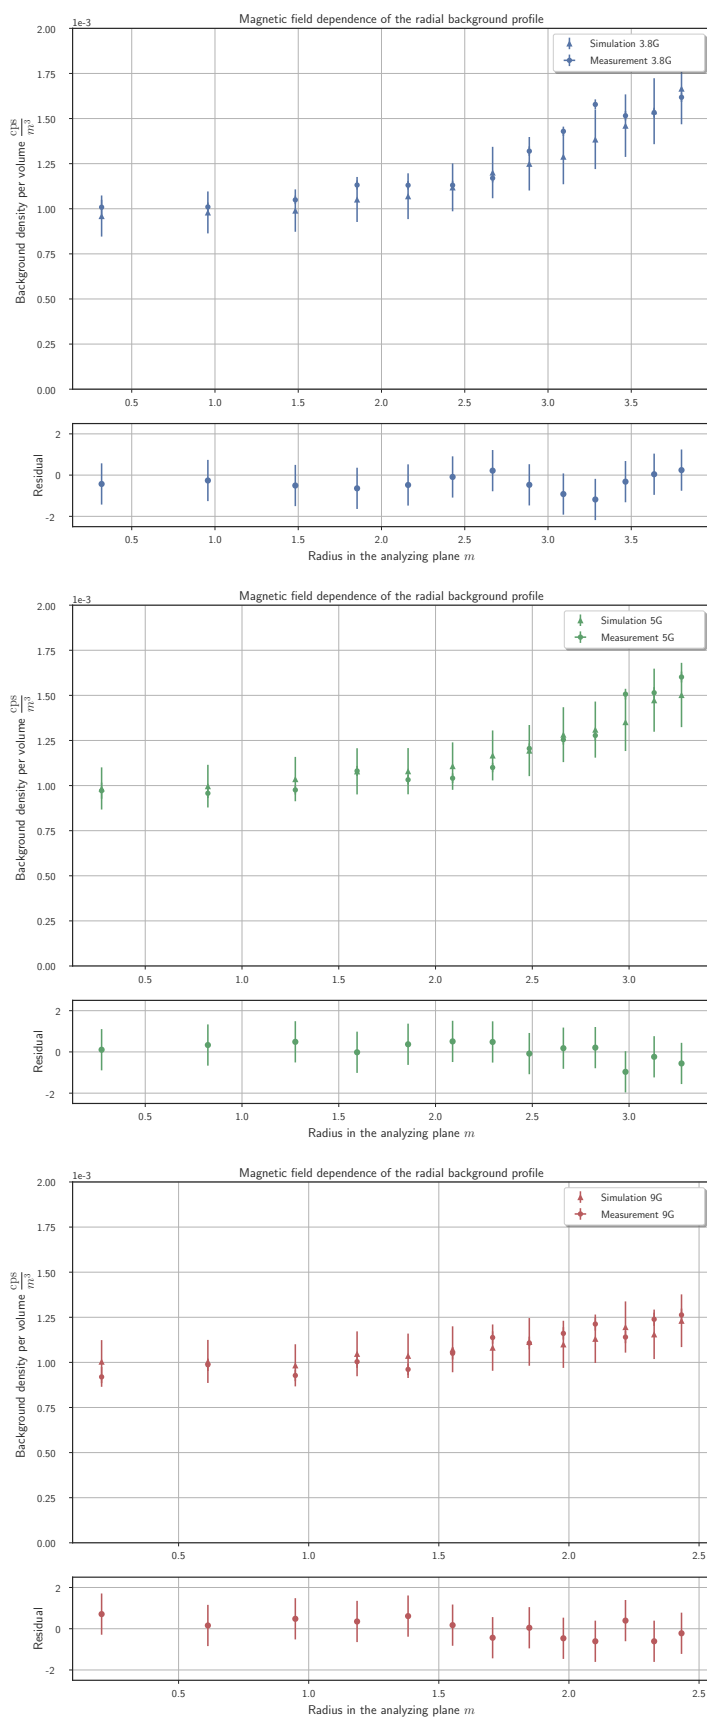 Magnetic field dependence of the radial background profile
1e-3
2.00
1.75
1.50
1.25
1.00
0.75
0.50
0.25
0.00
Background density per volume cps/m³
Simulation 3.8G
Measurement 3.8G
0.5 1.0 1.5 2.0 2.5 3.0 3.5
2
0
-2
Residual
0.5 1.0 1.5 2.0 2.5 3.0 3.5
Radius in the analyzing plane m
Magnetic field dependence of the radial background profile
1e-3
2.00
1.75
1.50
1.25
1.00
0.75
0.50
0.25
0.00
Background density per volume cps/m³
Simulation 5G
Measurement 5G
0.5 1.0 1.5 2.0 2.5 3.0
2
0
-2
Residual
0.5 1.0 1.5 2.0 2.5 3.0
Radius in the analyzing plane m
Magnetic field dependence of the radial background profile
1e-3
2.00
1.75
1.50
1.25
1.00
0.75
0.50
0.25
0.00
Background density per volume cps/m³
Simulation 9G
Measurement 9G
0.5 1.0 1.5 2.0 2.5
2
0
-2
Residual
0.5 1.0 1.5 2.0 2.5
Radius in the analyzing plane m